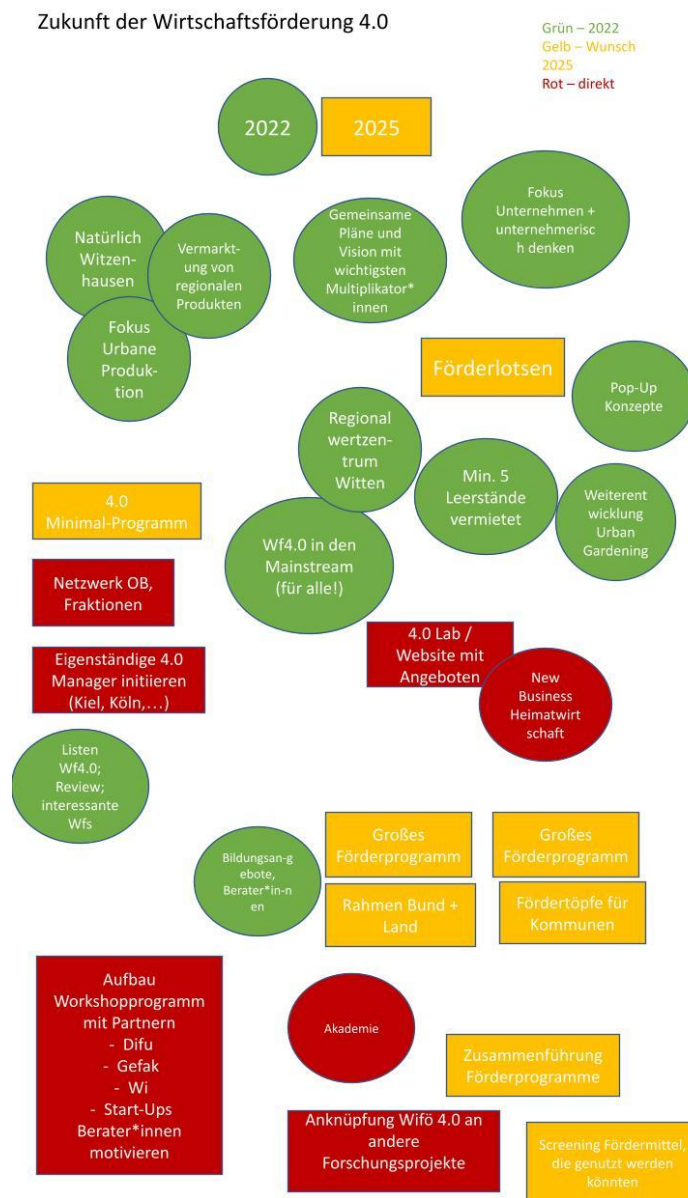 Zukunft der Wirtschaftsförderung 4.0
Grün – 2022
Gelb – Wunsch
2025
Rot – direkt
2022
2025
Natürlich
Witzen-
hausen
Vermarkt-
ung von
regionalen
Produkten
Fokus
Urbane
Produk-
tion
Gemeinsame
Pläne und
Vision mit
wichtigsten
Multiplikator*
innen
Fokus
Unternehmen +
unternehmerisc
h denken
Förderlotsen
Pop-Up
Konzepte
Regional
wertzen-
trum
Witten
Min. 5
Leerstände
vermietet
Weiterent
wicklung
Urban
Gardening
4.0
Minimal-Programm
Wf4.0 in den
Mainstream
(für alle!)
Netzwerk OB,
Fraktionen
4.0 Lab /
Website mit
Angeboten
Eigenständige 4.0
Manager initiieren
(Kiel, Köln,…)
New
Business
Heimatwirt
schaft
Listen
Wf4.0;
Review;
interessante
Wfs
Bildungsan-g
ebote,
Berater*in-n
en
Großes
Förderprogramm
Großes
Förderprogramm
Rahmen Bund +
Land
Fördertöpfe für
Kommunen
Aufbau
Workshopprogramm
mit Partnern
- Difu
- Gefak
- Wi
- Start-Ups
Berater*innen
motivieren
Akademie
Zusammenführung
Förderprogramme
Anknüpfung Wifö 4.0 an
andere
Forschungsprojekte
Screening Fördermittel,
die genutzt werden
könnten